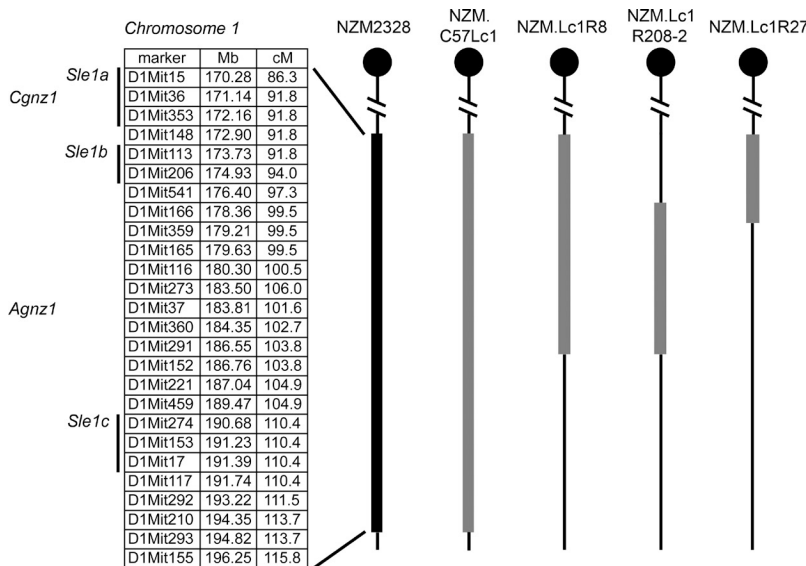 Chromosome 1
NZM2328
NZM.
C57Lc1
NZM.Lc1R8
NZM.Lc1
R208-2
NZM.Lc1R27
marker Mb cM
Sle1a
Cgnz1
Sle1b
Agnz1
Sle1c
D1Mit15 170.28 86.3
D1Mit36 171.14 91.8
D1Mit353 172.16 91.8
D1Mit148 172.90 91.8
D1Mit113 173.73 91.8
D1Mit206 174.93 94.0
D1Mit541 176.40 97.3
D1Mit166 178.36 99.5
D1Mit359 179.21 99.5
D1Mit165 179.63 99.5
D1Mit116 180.30 100.5
D1Mit273 183.50 106.0
D1Mit37 183.81 101.6
D1Mit360 184.35 102.7
D1Mit291 186.55 103.8
D1Mit152 186.76 103.8
D1Mit221 187.04 104.9
D1Mit459 189.47 104.9
D1Mit274 190.68 110.4
D1Mit153 191.23 110.4
D1Mit17 191.39 110.4
D1Mit117 191.74 110.4
D1Mit292 193.22 111.5
D1Mit210 194.35 113.7
D1Mit293 194.82 113.7
D1Mit155 196.25 115.8